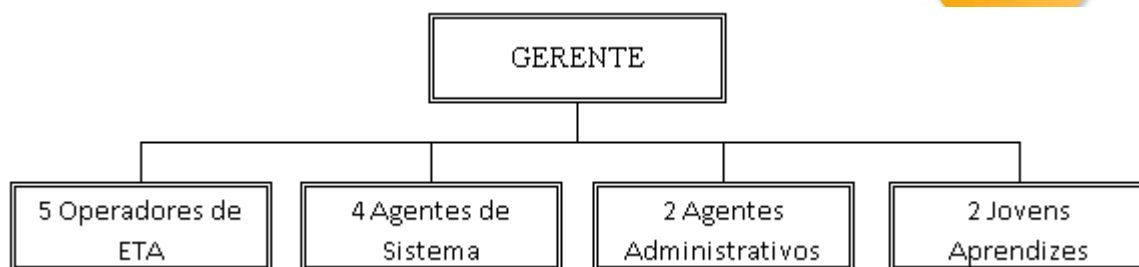 GERENTE
5 Operadores de
ETA
4 Agentes de
Sistema
2 Agentes
Administrativos
2 Jovens
Aprendizes